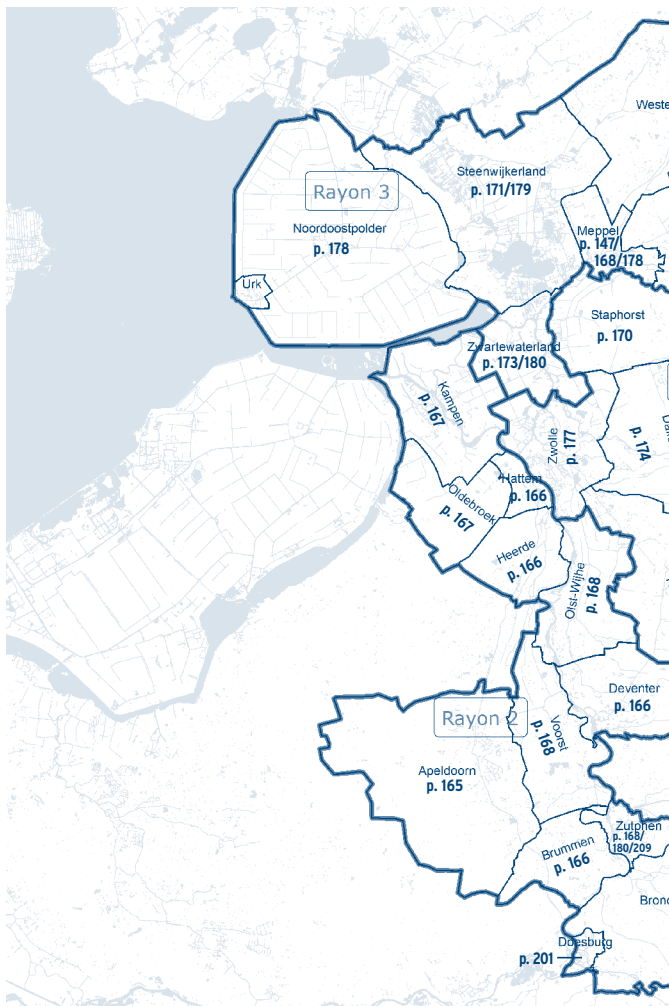 Weste
Steenwijkerland
p. 171/179
Rayon 3
Noordoostpolder
p. 178
Meppel
p. 147/
168/178
Urk
Staphorst
p. 170
Zwartewaterland
p. 173/180
Kampen
p. 167
Zwolle
p. 177
p. 174
Hattem
p. 166
Oldebroek
p. 167
Heerde
p. 166
Olst-Wijhe
p. 168
Deventer
p. 166
Rayon 2
Voorst
p. 168
Apeldoorn
p. 165
Zutphen
p. 168/
180/209
Brummen
p. 166
Bronc
Doesburg
p. 201